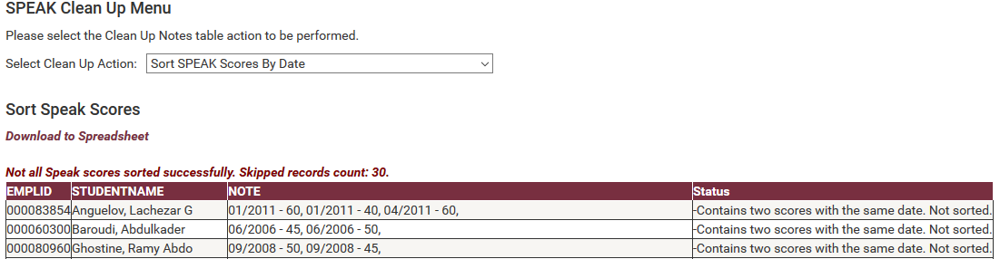 SPEAK Clean Up Menu
Please select the Clean Up Notes table action to be performed.
Select Clean Up Action: Sort SPEAK Scores By Date
Sort Speak Scores
Download to Spreadsheet
Not all Speak scores sorted successfully. Skipped records count: 30.
EMPLID STUDENTNAME NOTE Status
000083854 Anguelov, Lachezar G 01/2011 - 60, 01/2011 - 40, 04/2011 - 60, -Contains two scores with the same date. Not sorted.
000060300 Baroudi, Abdulkader 06/2006 - 45, 06/2006 - 50, -Contains two scores with the same date. Not sorted.
000080960 Ghostine, Ramy Abdo 09/2008 - 50, 09/2008 - 45, -Contains two scores with the same date. Not sorted.